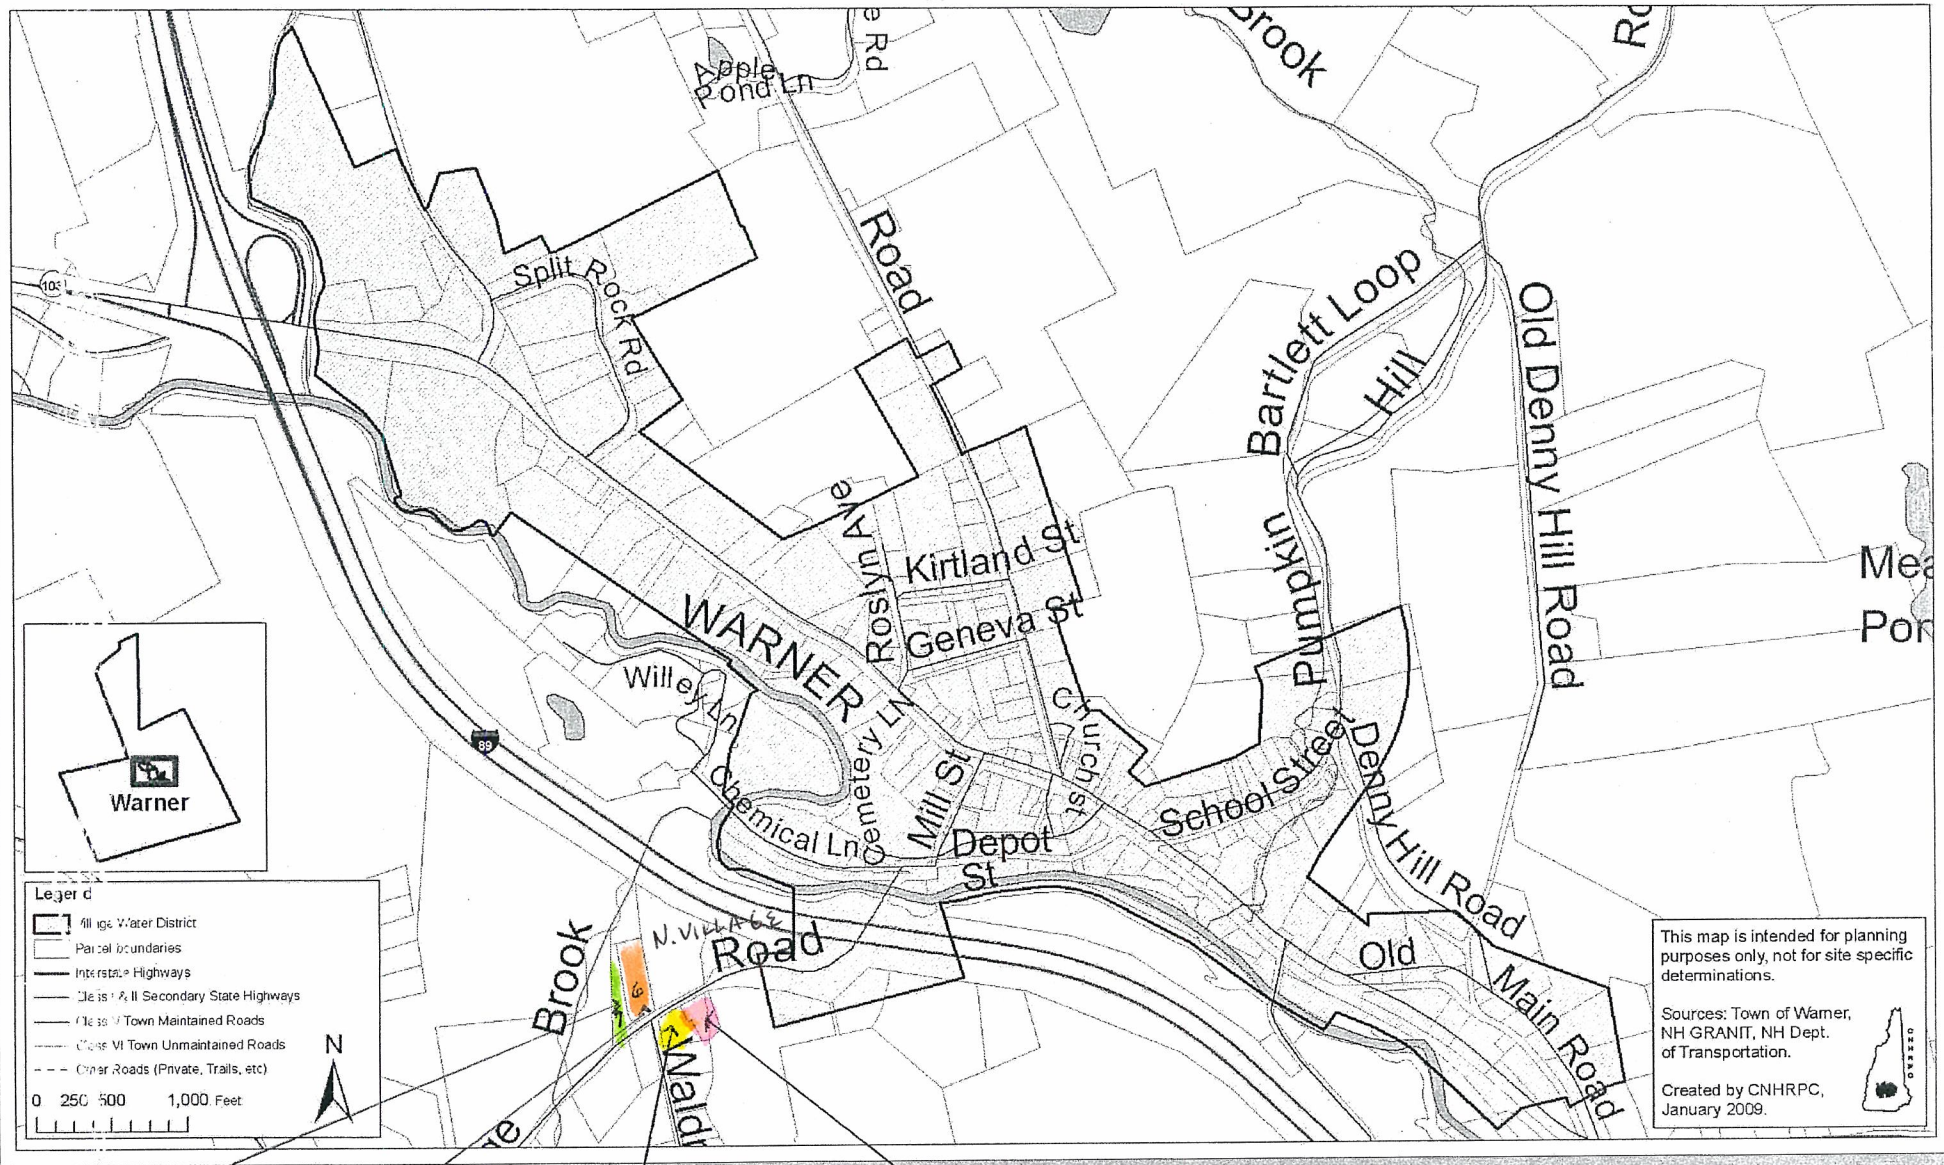 Brook
Ro
e Rd
Apple
Pond Ln
Road
Split Rock Rd
103
Bartlett Loop
Hill
Old Denny Hill Road
Roslyn Ave
Kirtland St
Geneva St
Pumpkin
Mea
Pon
WARNER
Willey Ln
Church st
Cemetery LN
Mill St
School Street
Denny Hill Road
89
Chemical Ln
Depot
St
Warner
N. VILLAGE
Road
Brook
Old
Main Road
Waldr
ge
Legend
Village Water District
Parcel boundaries
Interstate Highways
Class I & II Secondary State Highways
Class V Town Maintained Roads
Class VI Town Unmaintained Roads
Other Roads (Private, Trails, etc)
N
0 250 500 1,000 Feet
This map is intended for planning
purposes only, not for site specific
determinations.
Sources: Town of Warner,
NH GRANIT, NH Dept.
of Transportation.
Created by CNHRPC,
January 2009.
CNHRPC